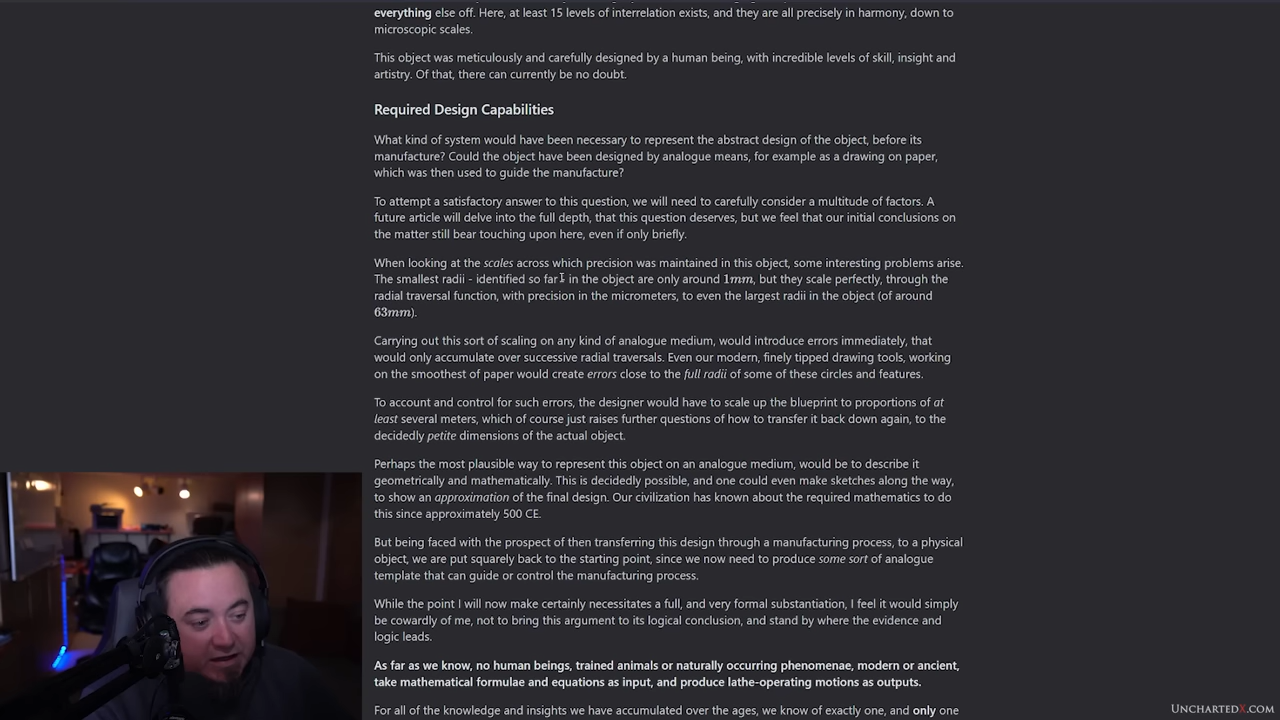 everything else off. Here, at least 15 levels of interrelation exists, and they are all precisely in harmony, down to
microscopic scales.
This object was meticulously and carefully designed by a human being, with incredible levels of skill, insight and
artistry. Of that, there can currently be no doubt.
Required Design Capabilities
What kind of system would have been necessary to represent the abstract design of the object, before its
manufacture? Could the object have been designed by analogue means, for example as a drawing on paper,
which was then used to guide the manufacture?
To attempt a satisfactory answer to this question, we will need to carefully consider a multitude of factors. A
future article will delve into the full depth, that this question deserves, but we feel that our initial conclusions on
the matter still bear touching upon here, even if only briefly.
When looking at the scales across which precision was maintained in this object, some interesting problems arise.
The smallest radii - identified so far - in the object are only around 1mm, but they scale perfectly, through the
radial traversal function, with precision in the micrometers, to even the largest radii in the object (of around
63mm).
Carrying out this sort of scaling on any kind of analogue medium, would introduce errors immediately, that
would only accumulate over successive radial traversals. Even our modern, finely tipped drawing tools, working
on the smoothest of paper would create errors close to the full radii of some of these circles and features.
To account and control for such errors, the designer would have to scale up the blueprint to proportions of at
least several meters, which of course just raises further questions of how to transfer it back down again, to the
decidedly petite dimensions of the actual object.
Perhaps the most plausible way to represent this object on an analogue medium, would be to describe it
geometrically and mathematically. This is decidedly possible, and one could even make sketches along the way,
to show an approximation of the final design. Our civilization has known about the required mathematics to do
this since approximately 500 CE.
But being faced with the prospect of then transferring this design through a manufacturing process, to a physical
object, we are put squarely back to the starting point, since we now need to produce some sort of analogue
template that can guide or control the manufacturing process.
While the point I will now make certainly necessitates a full, and very formal substantiation, I feel it would simply
be cowardly of me, not to bring this argument to its logical conclusion, and stand by where the evidence and
logic leads.
As far as we know, no human beings, trained animals or naturally occurring phenomenae, modern or ancient,
take mathematical formulae and equations as input, and produce lathe-operating motions as outputs.
For all of the knowledge and insights we have accumulated over the ages, we know of exactly one, and only one
UNCHARTEDX.COM